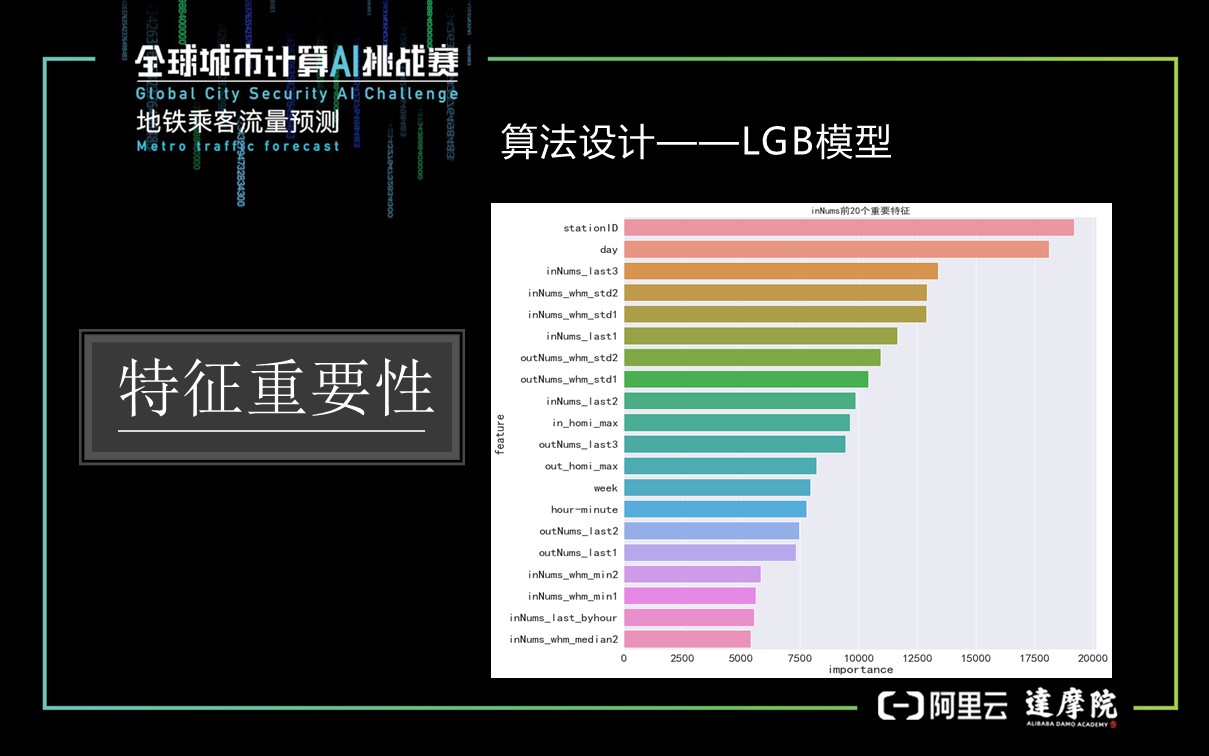 全球城市计算AI挑战赛
Global City Security AI Challenge
地铁乘客流量预测
Metro traffic forecast
算法设计——LGB模型
特征重要性
inNums前20个重要特征
feature
stationID
day
inNums_last3
inNums_whm_std2
inNums_whm_std1
inNums_last1
outNums_whm_std2
outNums_whm_std1
inNums_last2
in_homi_max
outNums_last3
out_homi_max
week
hour-minute
outNums_last2
outNums_last1
inNums_whm_min2
inNums_whm_min1
inNums_last_byhour
inNums_whm_median2
0 2500 5000 7500 10000 12500 15000 17500 20000
importance
阿里云 達摩院
ALIBABA DAMO ACADEMY